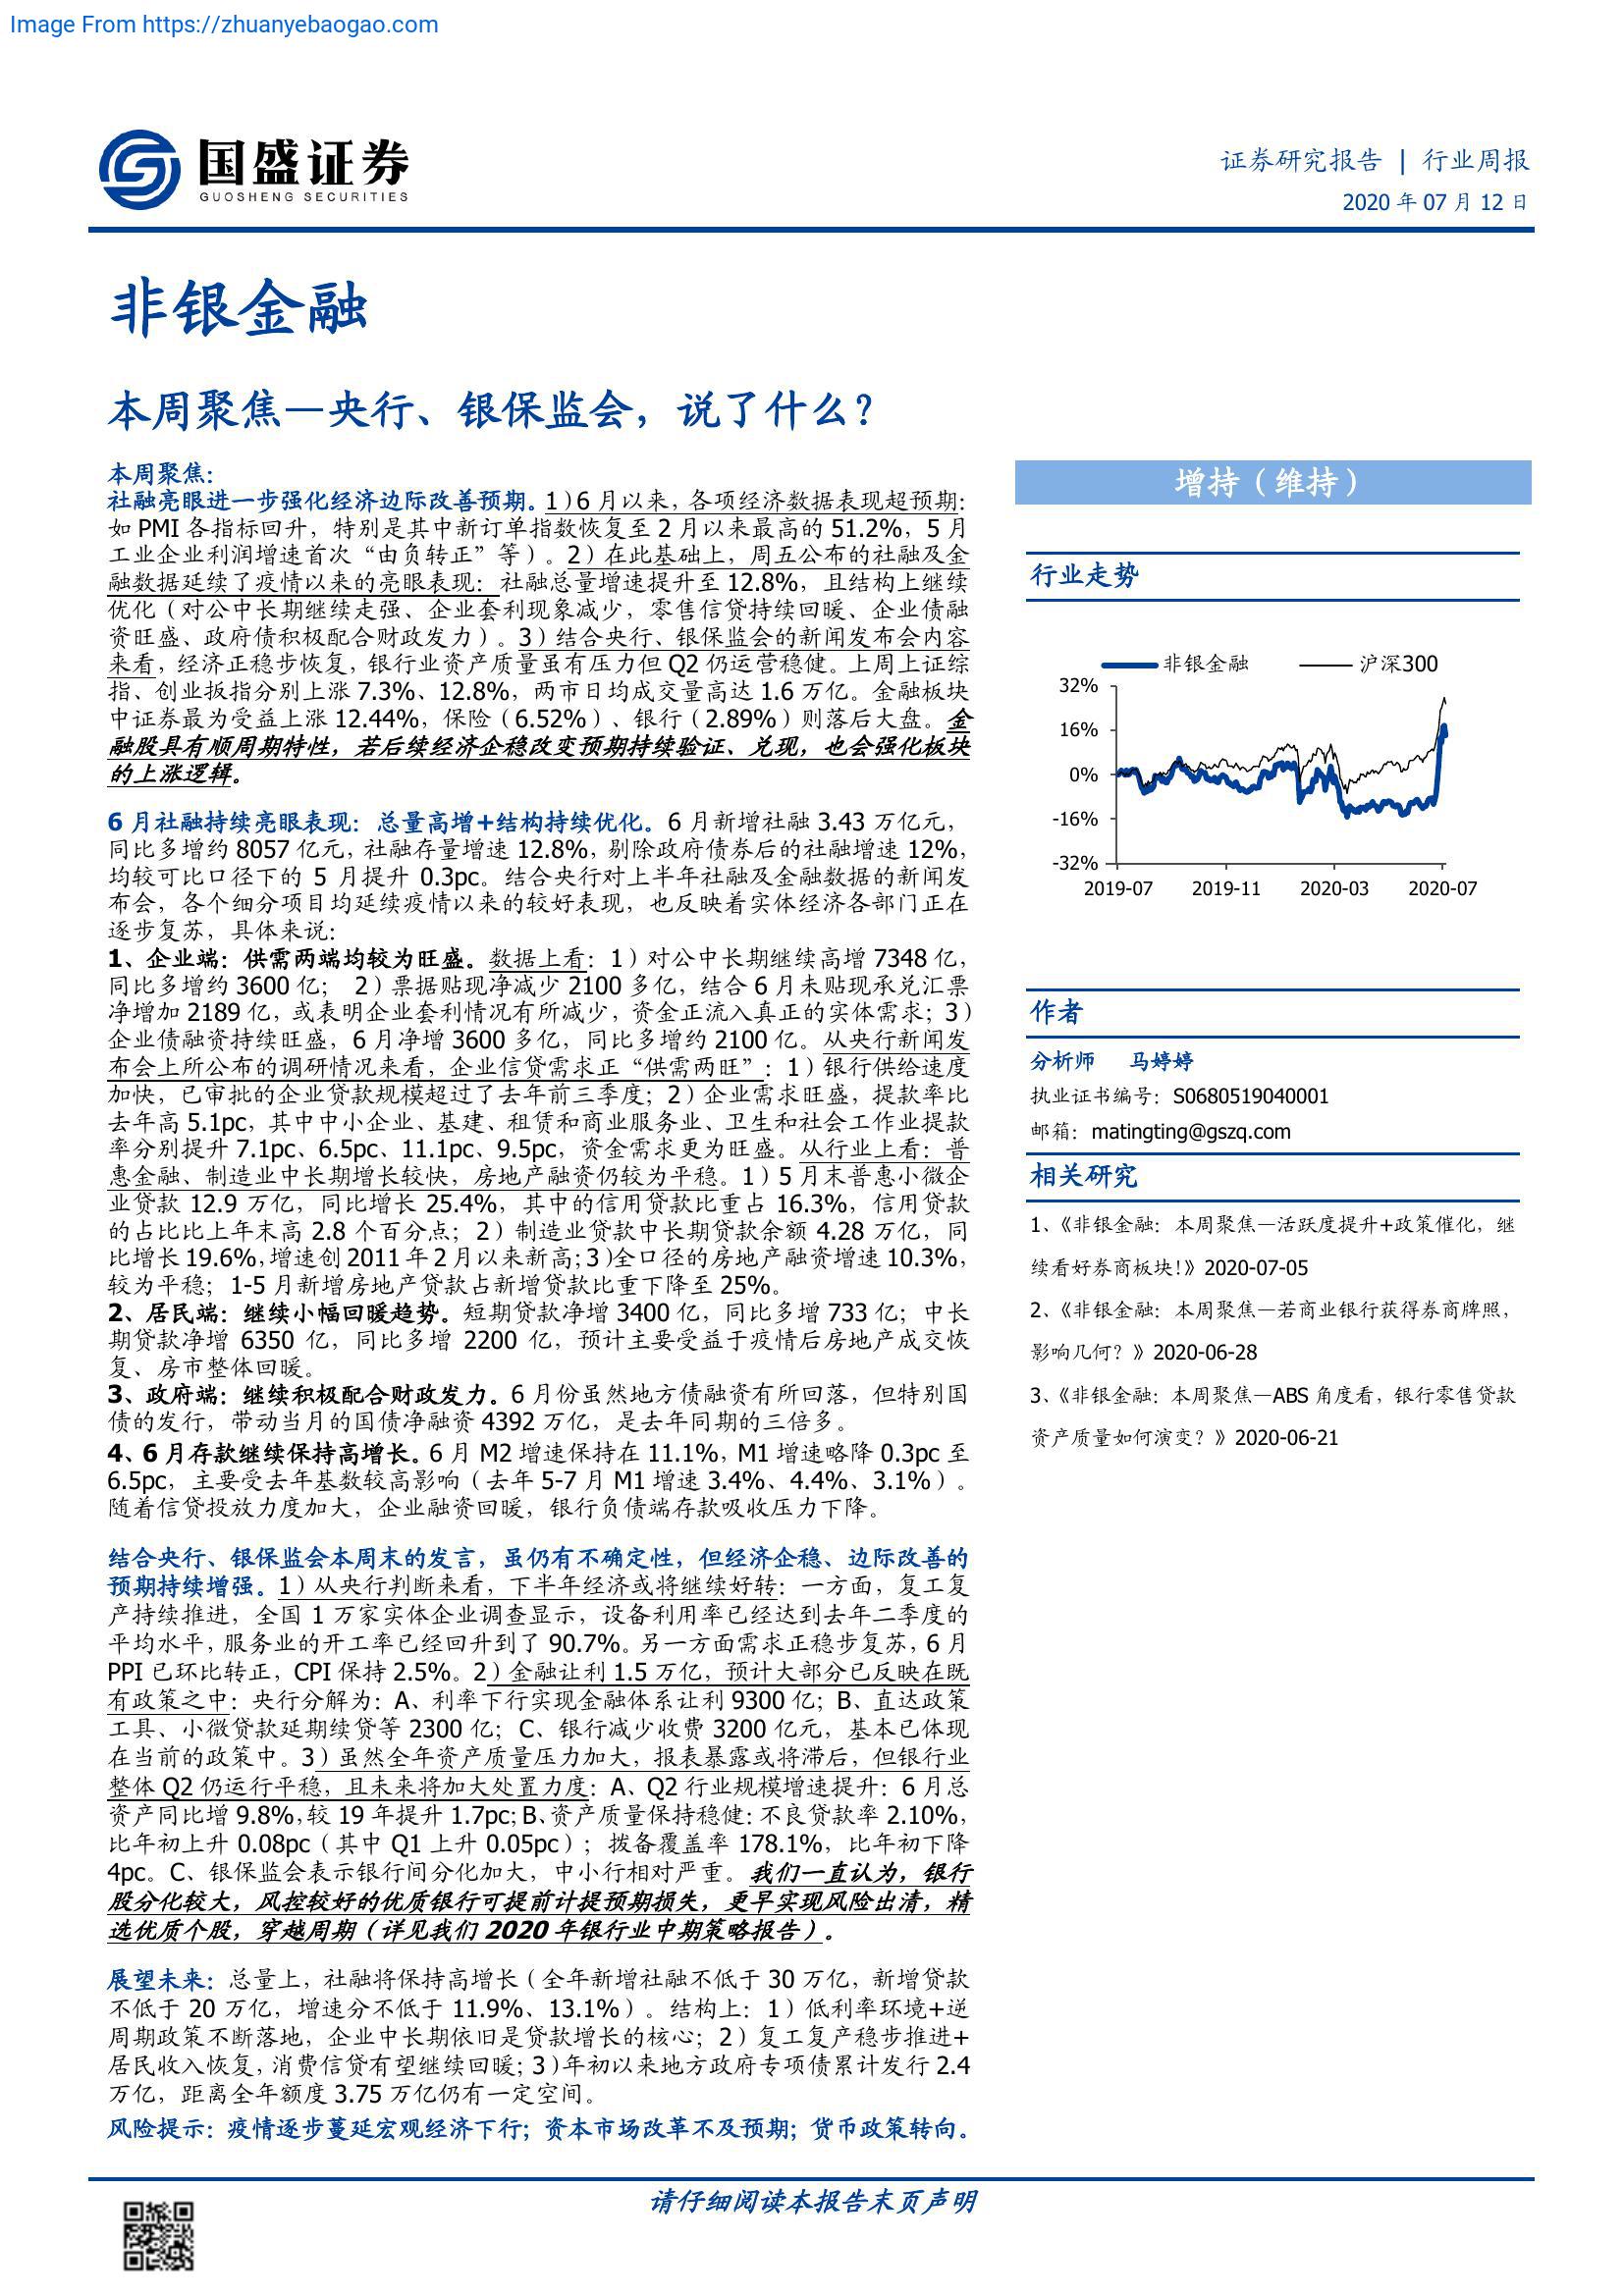 Image From https://zhuanyebaogao.com
国盛证券
GUOSHENG SECURITIES
证券研究报告 | 行业周报
2020 年 07 月 12 日
非银金融
本周聚焦—央行、银保监会，说了什么？
本周聚焦：
社融亮眼进一步强化经济边际改善预期。1）6 月以来，各项经济数据表现超预期：
如 PMI 各指标回升，特别是其中新订单指数恢复至 2 月以来最高的 51.2%，5 月
工业企业利润增速首次“由负转正”等）。2）在此基础上，周五公布的社融及金
融数据延续了疫情以来的亮眼表现：社融总量增速提升至 12.8%，且结构上继续
优化（对公中长期继续走强、企业套利现象减少，零售信贷持续回暖、企业债融
资旺盛、政府债积极配合财政发力）。3）结合央行、银保监会的新闻发布会内容
来看，经济正稳步恢复，银行业资产质量虽有压力但 Q2 仍运营稳健。上周上证综
指、创业板指分别上涨 7.3%、12.8%，两市日均成交量高达 1.6 万亿。金融板块
中证券最为受益上涨 12.44%，保险（6.52%）、银行（2.89%）则落后大盘。金
融股具有顺周期特性，若后续经济企稳改变预期持续验证、兑现，也会强化板块
的上涨逻辑。
6 月社融持续亮眼表现：总量高增+结构持续优化。6 月新增社融 3.43 万亿元，
同比多增约 8057 亿元，社融存量增速 12.8%，剔除政府债券后的社融增速 12%，
均较可比口径下的 5 月提升 0.3pc。结合央行对上半年社融及金融数据的新闻发
布会，各个细分项目均延续疫情以来的较好表现，也反映着实体经济各部门正在
逐步复苏，具体来说：
1、企业端：供需两端均较为旺盛。数据上看：1）对公中长期继续高增 7348 亿，
同比多增约 3600 亿； 2）票据贴现净减少 2100 多亿，结合 6 月未贴现承兑汇票
净增加 2189 亿，或表明企业套利情况有所减少，资金正流入真正的实体需求；3）
企业债融资持续旺盛，6 月净增 3600 多亿，同比多增约 2100 亿。从央行新闻发
布会上所公布的调研情况来看，企业信贷需求正“供需两旺”：1）银行供给速度
加快，已审批的企业贷款规模超过了去年前三季度；2）企业需求旺盛，提款率比
去年高 5.1pc，其中中小企业、基建、租赁和商业服务业、卫生和社会工作业提款
率分别提升 7.1pc、6.5pc、11.1pc、9.5pc，资金需求更为旺盛。从行业上看：普
惠金融、制造业中长期增长较快，房地产融资仍较为平稳。1）5 月末普惠小微企
业贷款 12.9 万亿，同比增长 25.4%，其中的信用贷款比重占 16.3%，信用贷款
的占比比上年末高 2.8 个百分点；2）制造业贷款中长期贷款余额 4.28 万亿，同
比增长 19.6%，增速创 2011 年 2 月以来新高；3）全口径的房地产融资增速 10.3%，
较为平稳；1-5 月新增房地产贷款占新增贷款比重下降至 25%。
2、居民端：继续小幅回暖趋势。短期贷款净增 3400 亿，同比多增 733 亿；中长
期贷款净增 6350 亿，同比多增 2200 亿，预计主要受益于疫情后房地产成交恢
复、房市整体回暖。
3、政府端：继续积极配合财政发力。6 月份虽然地方债融资有所回落，但特别国
债的发行，带动当月的国债净融资 4392 万亿，是去年同期的三倍多。
4、6 月存款继续保持高增长。6 月 M2 增速保持在 11.1%，M1 增速略降 0.3pc 至
6.5pc，主要受去年基数较高影响（去年 5-7 月 M1 增速 3.4%、4.4%、3.1%）。
随着信贷投放力度加大，企业融资回暖，银行负债端存款吸收压力下降。
结合央行、银保监会本周末的发言，虽仍有不确定性，但经济企稳、边际改善的
预期持续增强。1）从央行判断来看，下半年经济或将继续好转：一方面，复工复
产持续推进，全国 1 万家实体企业调查显示，设备利用率已经达到去年二季度的
平均水平，服务业的开工率已经回升到了 90.7%。另一方面需求正稳步复苏，6 月
PPI 已环比转正，CPI 保持 2.5%。2）金融让利 1.5 万亿，预计大部分已反映在既
有政策之中：央行分解为：A、利率下行实现金融体系让利 9300 亿；B、直达政策
工具、小微贷款延期续贷等 2300 亿；C、银行减少收费 3200 亿元，基本已体现
在当前的政策中。3）虽然全年资产质量压力加大，报表暴露或将滞后，但银行业
整体 Q2 仍运行平稳，且未来将加大处置力度：A、Q2 行业规模增速提升：6 月总
资产同比增 9.8%，较 19 年提升 1.7pc；B、资产质量保持稳健：不良贷款率 2.10%，
比年初上升 0.08pc（其中 Q1 上升 0.05pc）；拨备覆盖率 178.1%，比年初下降
4pc。C、银保监会表示银行间分化加大，中小行相对严重。我们一直认为，银行
股分化较大，风控较好的优质银行可提前计提预期损失，更早实现风险出清，精
选优质个股，穿越周期（详见我们 2020 年银行业中期策略报告）。
展望未来：总量上，社融将保持高增长（全年新增社融不低于 30 万亿，新增贷款
不低于 20 万亿，增速分不低于 11.9%、13.1%）。结构上：1）低利率环境+逆
周期政策不断落地，企业中长期依旧是贷款增长的核心；2）复工复产稳步推进+
居民收入恢复，消费信贷有望继续回暖；3）年初以来地方政府专项债累计发行 2.4
万亿，距离全年额度 3.75 万亿仍有一定空间。
风险提示：疫情逐步蔓延宏观经济下行；资本市场改革不及预期；货币政策转向。
增持（维持）
行业走势
非银金融 沪深300
32%
16%
0%
-16%
-32%
2019-07 2019-11 2020-03 2020-07
作者
分析师 马婷婷
执业证书编号：S0680519040001
邮箱：matingting@gszq.com
相关研究
1、《非银金融：本周聚焦—活跃度提升+政策催化，继
续看好券商板块!》2020-07-05
2、《非银金融：本周聚焦—若商业银行获得券商牌照，
影响几何？》2020-06-28
3、《非银金融：本周聚焦—ABS 角度看，银行零售贷款
资产质量如何演变？》2020-06-21
请仔细阅读本报告末页声明